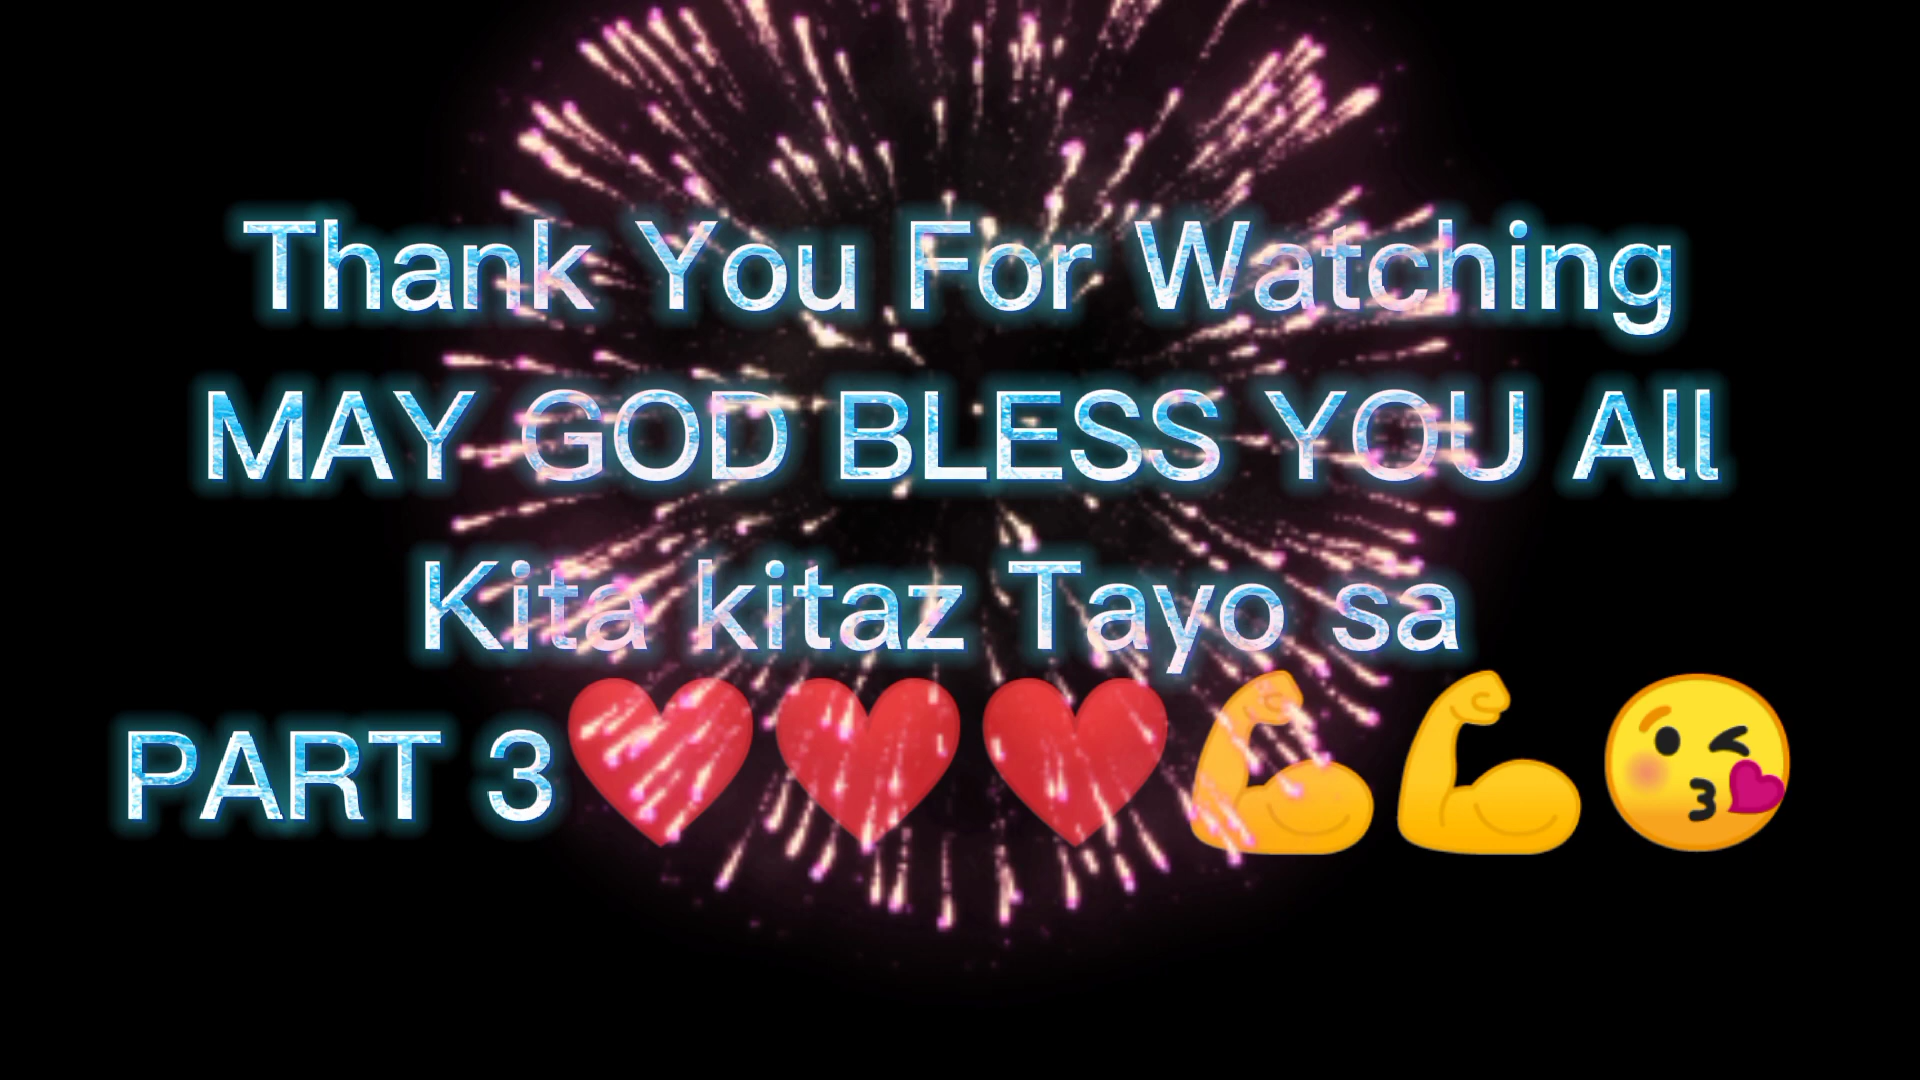 Thank You For Watching
MAY GOD BLESS YOU All
Kita kitaz Tayo sa
PART 3❤️❤️❤️💪💪😘